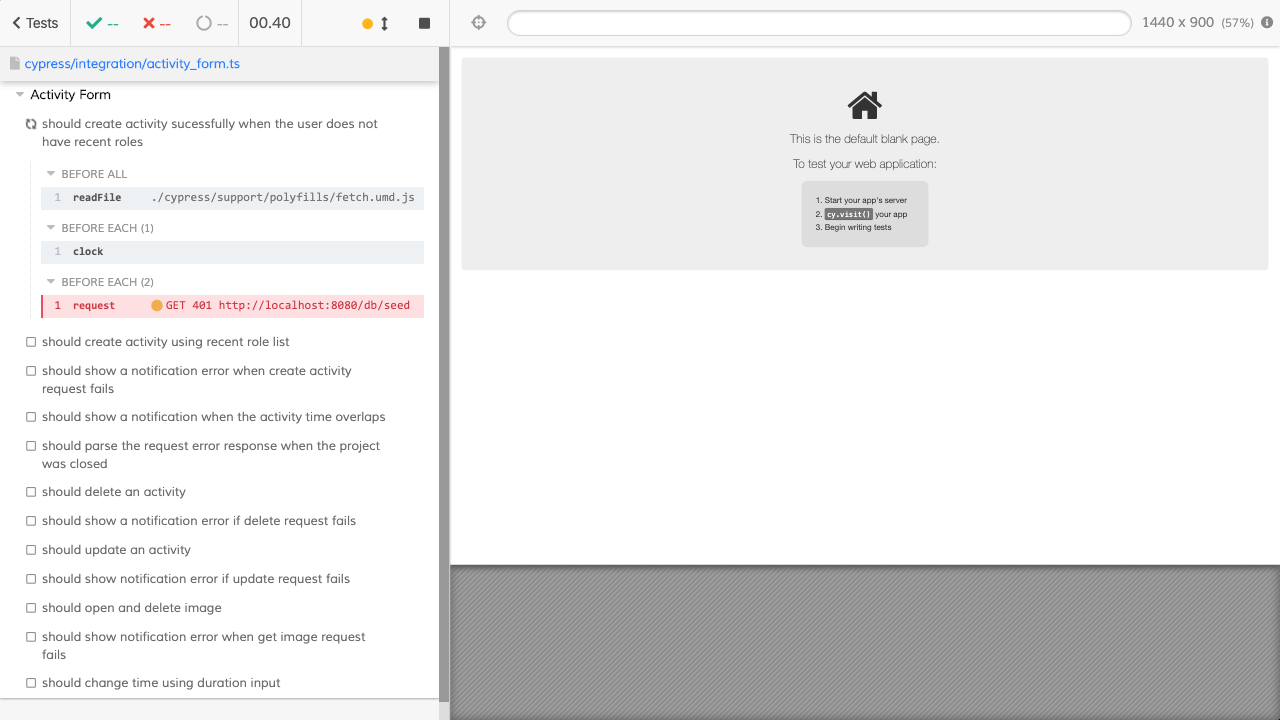 Tests
--
--
--
00.40
1440 x 900 (57%)
cypress/integration/activity_form.ts
Activity Form
should create activity sucessfully when the user does not
have recent roles
BEFORE ALL
1 readFile ./cypress/support/polyfills/fetch.umd.js
BEFORE EACH (1)
1 clock
BEFORE EACH (2)
1 request GET 401 http://localhost:8080/db/seed
should create activity using recent role list
should show a notification error when create activity
request fails
should show a notification when the activity time overlaps
should parse the request error response when the project
was closed
should delete an activity
should show a notification error if delete request fails
should update an activity
should show notification error if update request fails
should open and delete image
should show notification error when get image request
fails
should change time using duration input
This is the default blank page.
To test your web application:
1. Start your app's server
2. cy.visit() your app
3. Begin writing tests